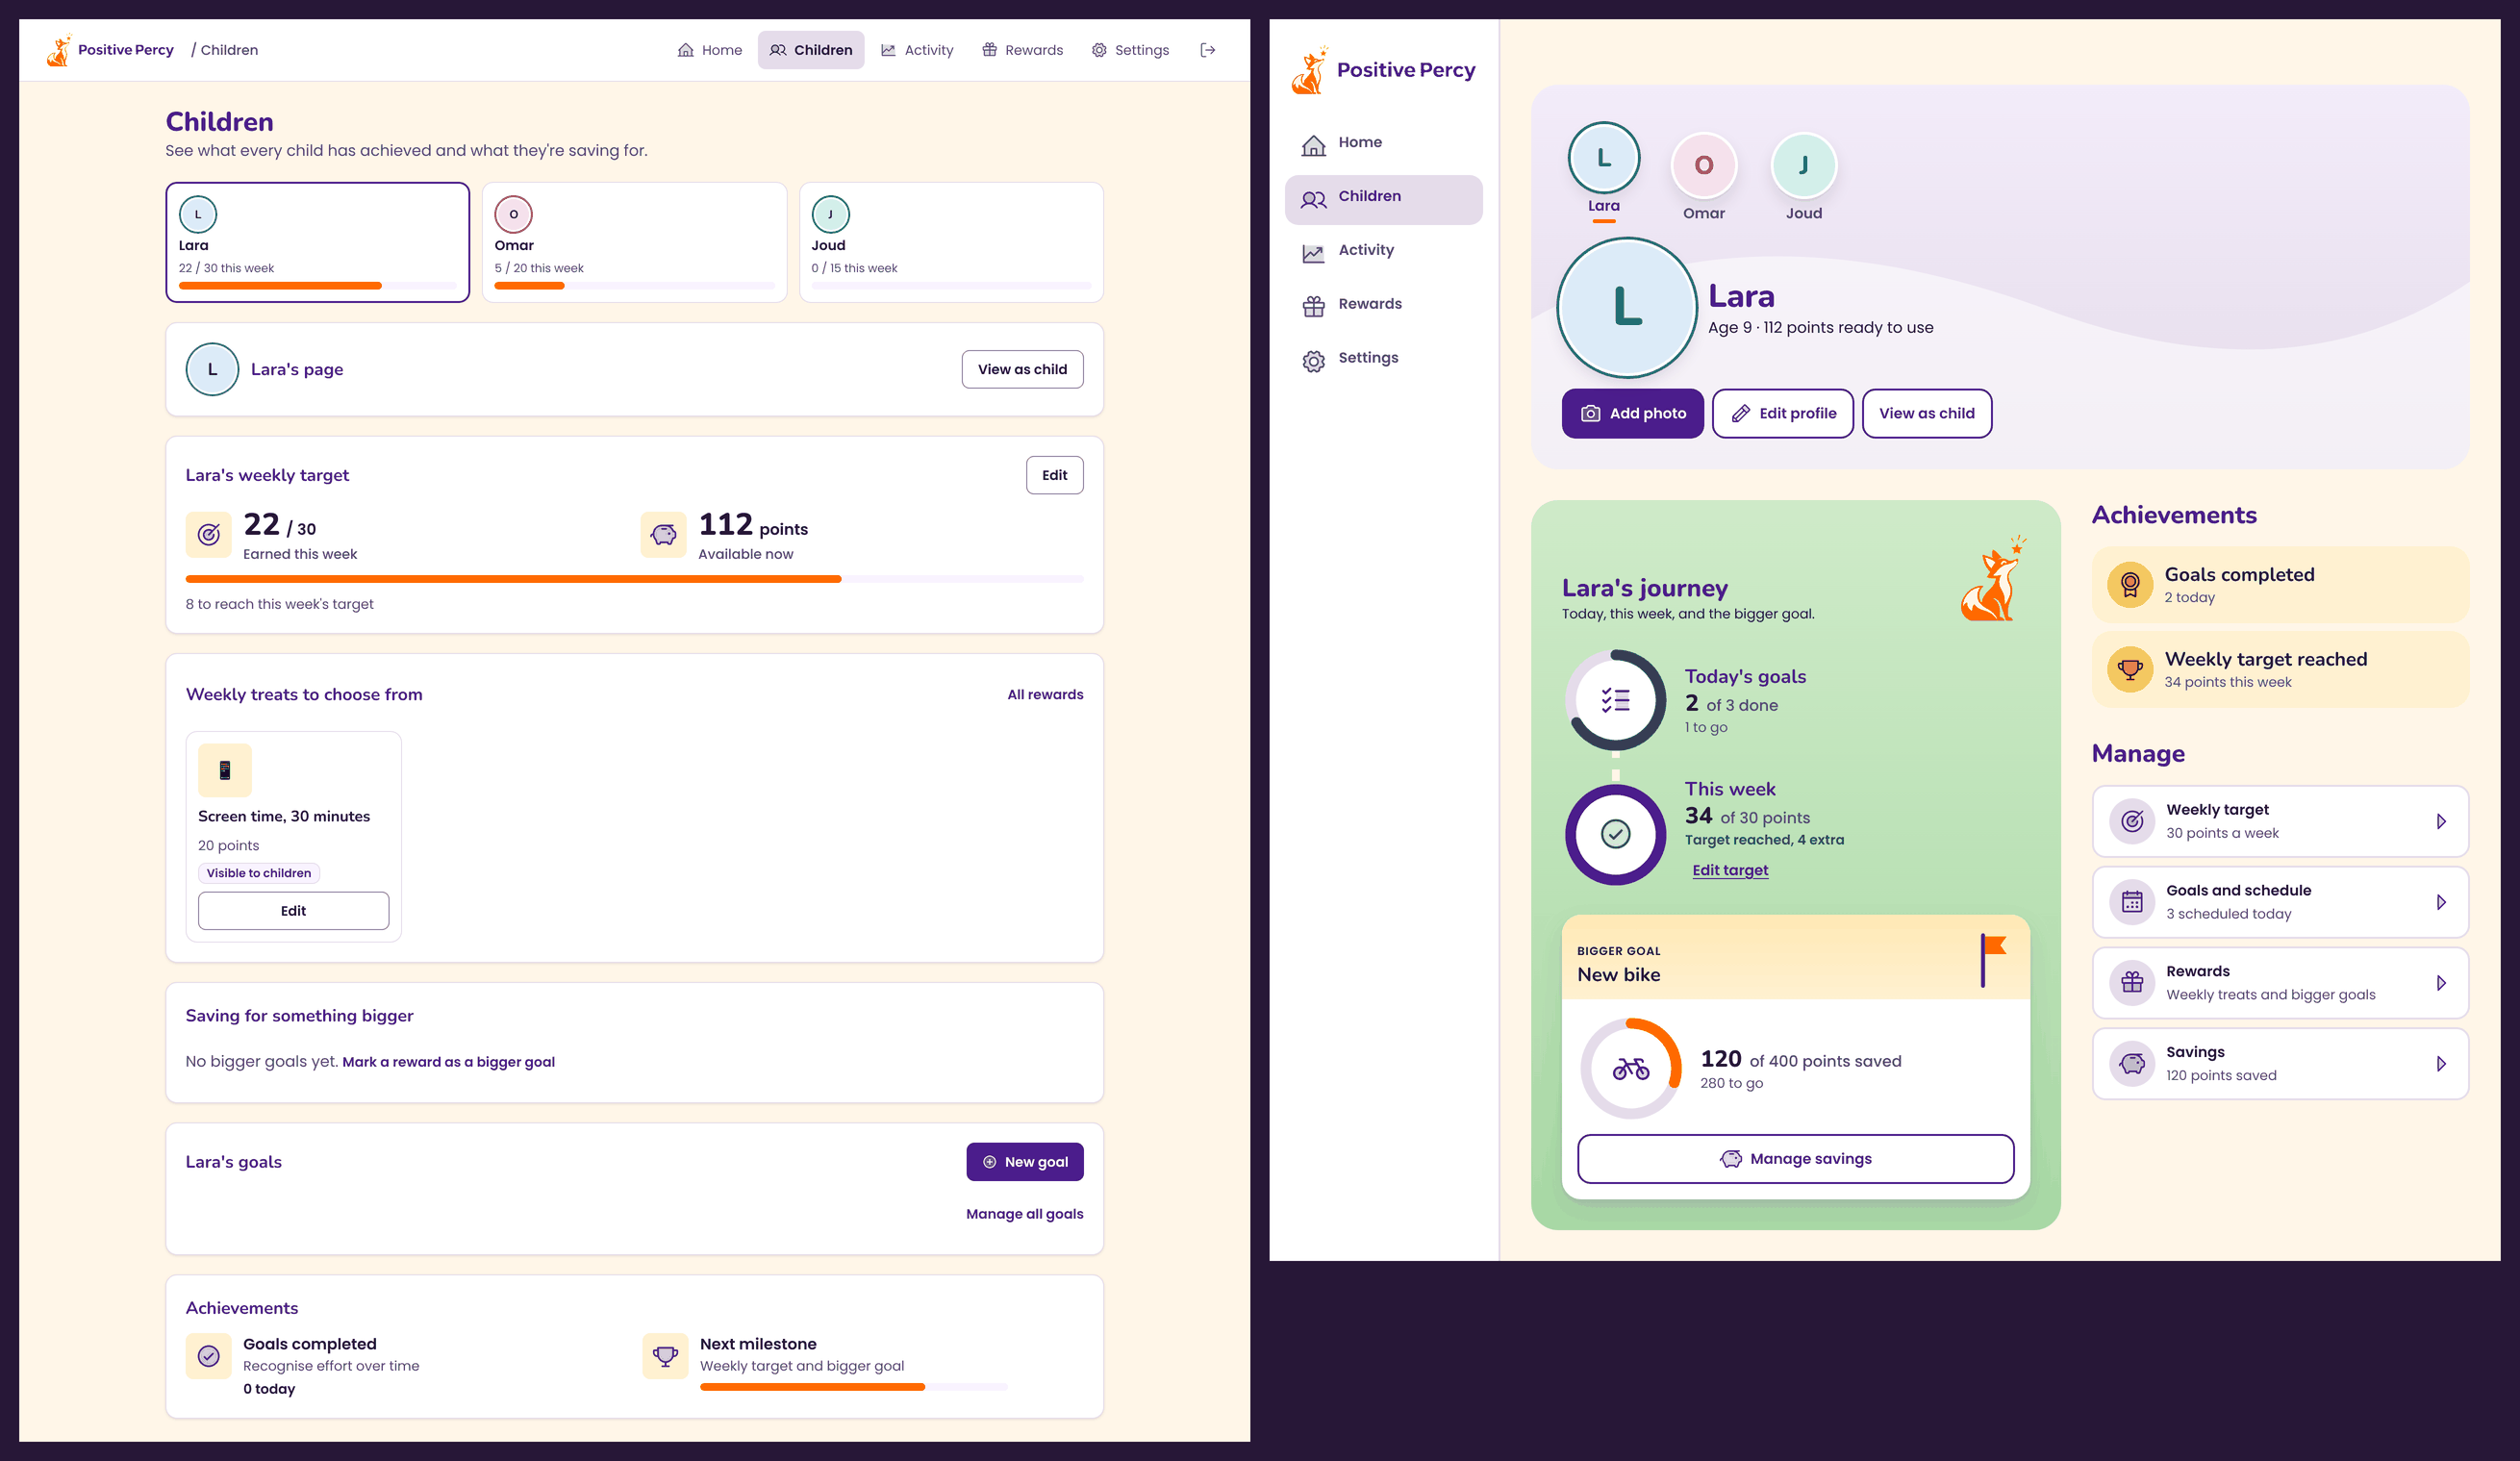 Positive Percy / Children
Home
Children
Activity
Rewards
Settings
Children
See what every child has achieved and what they're saving for.
L
Lara
22 / 30 this week
O
Omar
5 / 20 this week
J
Joud
0 / 15 this week
L
Lara's page
View as child
Lara's weekly target
Edit
22 / 30
Earned this week
112 points
Available now
8 to reach this week's target
Weekly treats to choose from
All rewards
Screen time, 30 minutes
20 points
Visible to children
Edit
Saving for something bigger
No bigger goals yet. Mark a reward as a bigger goal
Lara's goals
New goal
Manage all goals
Achievements
Goals completed
Recognise effort over time
0 today
Next milestone
Weekly target and bigger goal
Positive Percy
Home
Children
Activity
Rewards
Settings
L
Lara
O
Omar
J
Joud
L
Lara
Age 9 · 112 points ready to use
Add photo
Edit profile
View as child
Lara's journey
Today, this week, and the bigger goal.
Today's goals
2 of 3 done
1 to go
This week
34 of 30 points
Target reached, 4 extra
Edit target
BIGGER GOAL
New bike
120 of 400 points saved
280 to go
Manage savings
Achievements
Goals completed
2 today
Weekly target reached
34 points this week
Manage
Weekly target
30 points a week
Goals and schedule
3 scheduled today
Rewards
Weekly treats and bigger goals
Savings
120 points saved